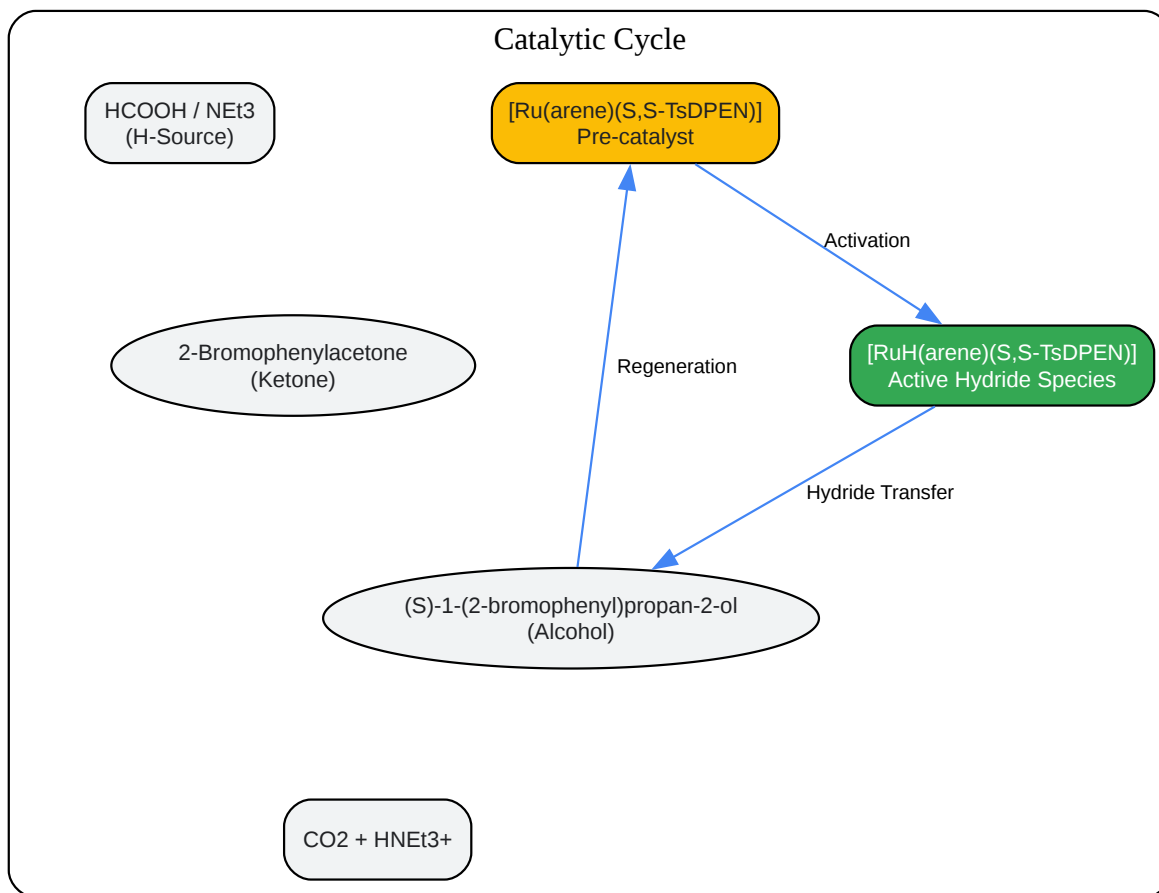 Catalytic Cycle
HCOOH / NEt3
(H-Source)
[Ru(arene)(S,S-TsDPEN)]
Pre-catalyst
Activation
2-Bromophenylacetone
(Ketone)
Regeneration
[RuH(arene)(S,S-TsDPEN)]
Active Hydride Species
Hydride Transfer
(S)-1-(2-bromophenyl)propan-2-ol
(Alcohol)
CO2 + HNEt3+